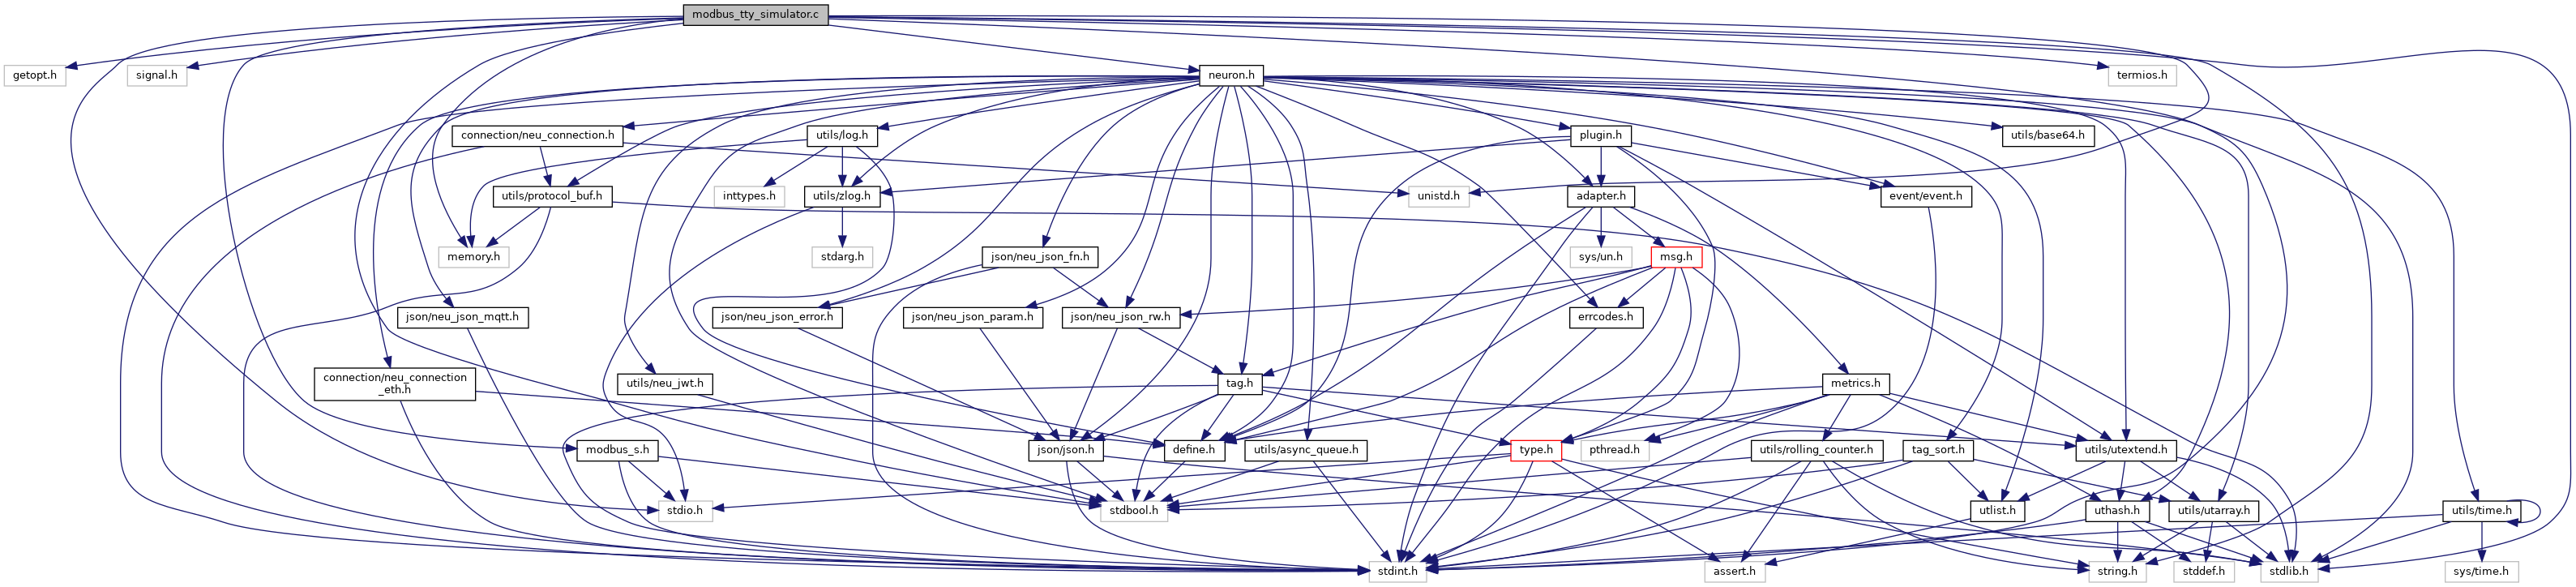 modbus_tty_simulator.c
getopt.h
signal.h
neuron.h
termios.h
connection/neu_connection.h
utils/log.h
plugin.h
utils/base64.h
utils/protocol_buf.h
inttypes.h
utils/zlog.h
unistd.h
adapter.h
event/event.h
memory.h
stdarg.h
json/neu_json_fn.h
sys/un.h
msg.h
json/neu_json_mqtt.h
json/neu_json_error.h
json/neu_json_param.h
json/neu_json_rw.h
errcodes.h
connection/neu_connection
_eth.h
utils/neu_jwt.h
tag.h
metrics.h
modbus_s.h
json/json.h
define.h
utils/async_queue.h
type.h
pthread.h
utils/rolling_counter.h
tag_sort.h
utils/utextend.h
stdio.h
stdbool.h
utlist.h
uthash.h
utils/utarray.h
utils/time.h
stdint.h
assert.h
string.h
stddef.h
stdlib.h
sys/time.h